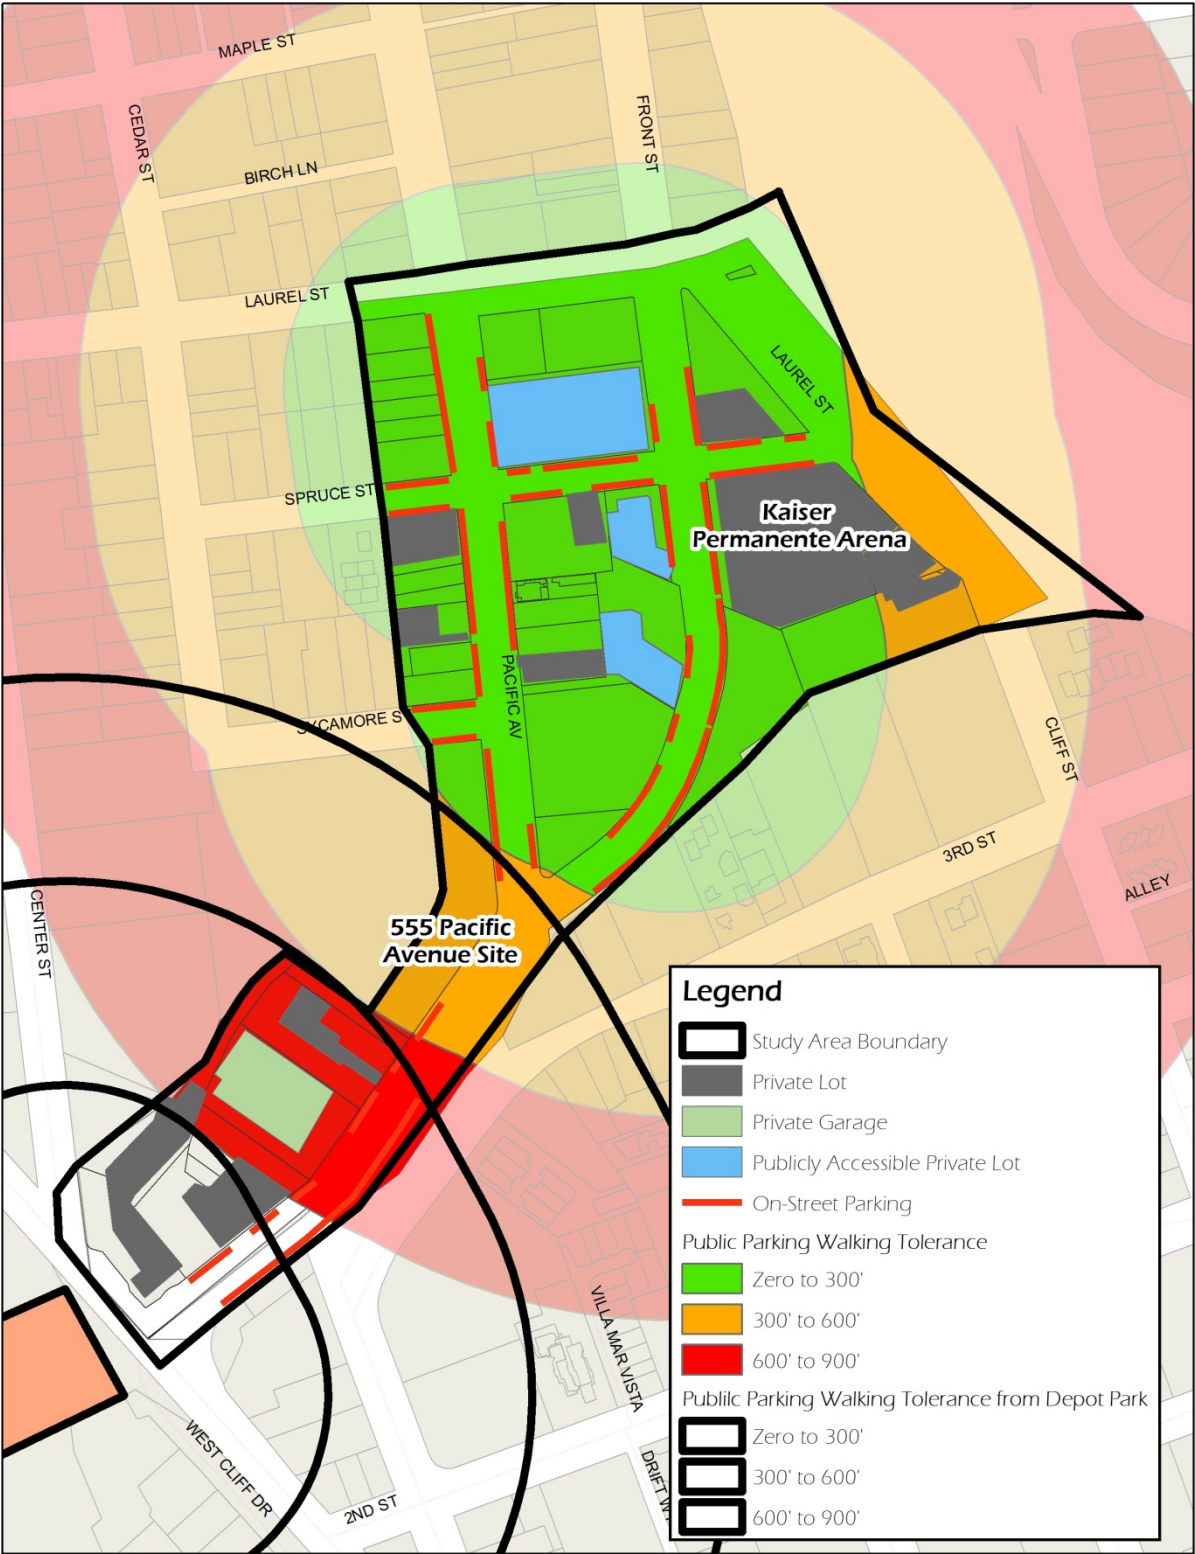 MAPLE ST
CEDAR ST
FRONT ST
BIRCH LN
LAUREL ST
LAUREL ST
SPRUCE ST
Kaiser
Permanente Arena
PACIFIC AV
SYCAMORE S
CLIFF ST
3RD ST
ALLEY
CENTER ST
555 Pacific
Avenue Site
VILLA MAR VISTA
WEST CLIFF DR
2ND ST
DRIFT W
Legend
Study Area Boundary
Private Lot
Private Garage
Publicly Accessible Private Lot
On-Street Parking
Public Parking Walking Tolerance
Zero to 300'
300' to 600'
600' to 900'
Publilc Parking Walking Tolerance from Depot Park
Zero to 300'
300' to 600'
600' to 900'